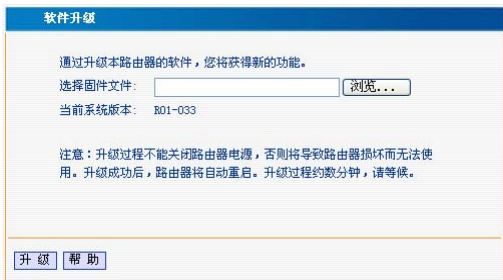 软件升级
通过升级本路由器的软件，您将获得新的功能。
选择固件文件: 浏览...
当前系统版本: R01-033
注意：升级过程不能关闭路由器电源，否则将导致路由器损坏而无法使
用。升级成功后，路由器将自动重启。升级过程约数分钟，请等候。
升 级 帮 助